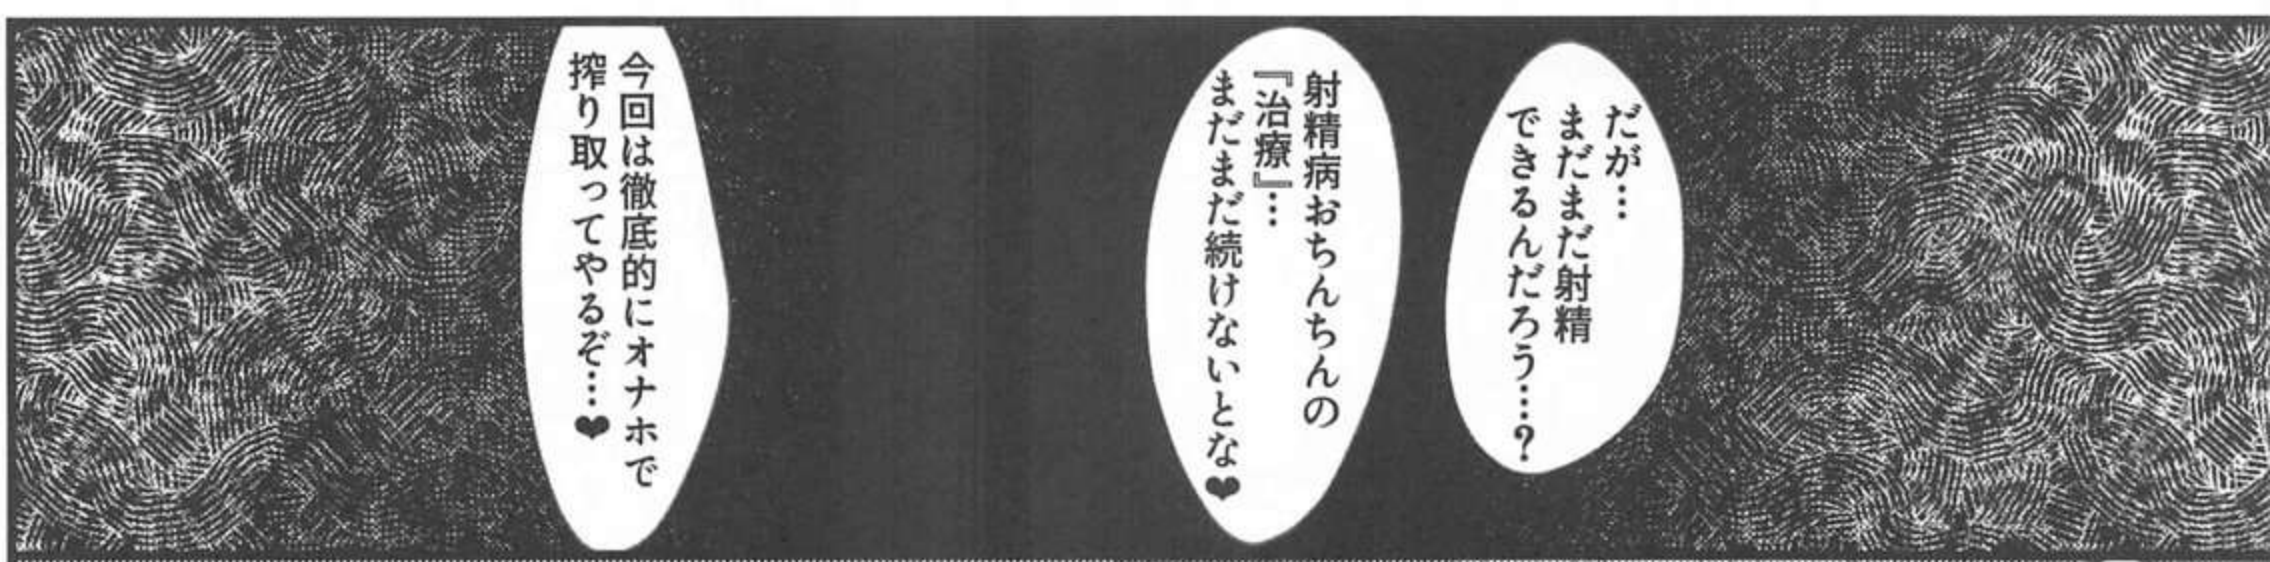 だが…
まだまだ射精
できるんだろう…?
射精病おちんちんの
『治療』…
まだまだ続けないとな❤
今回は徹底的にオナホで
搾り取ってやるぞ…❤